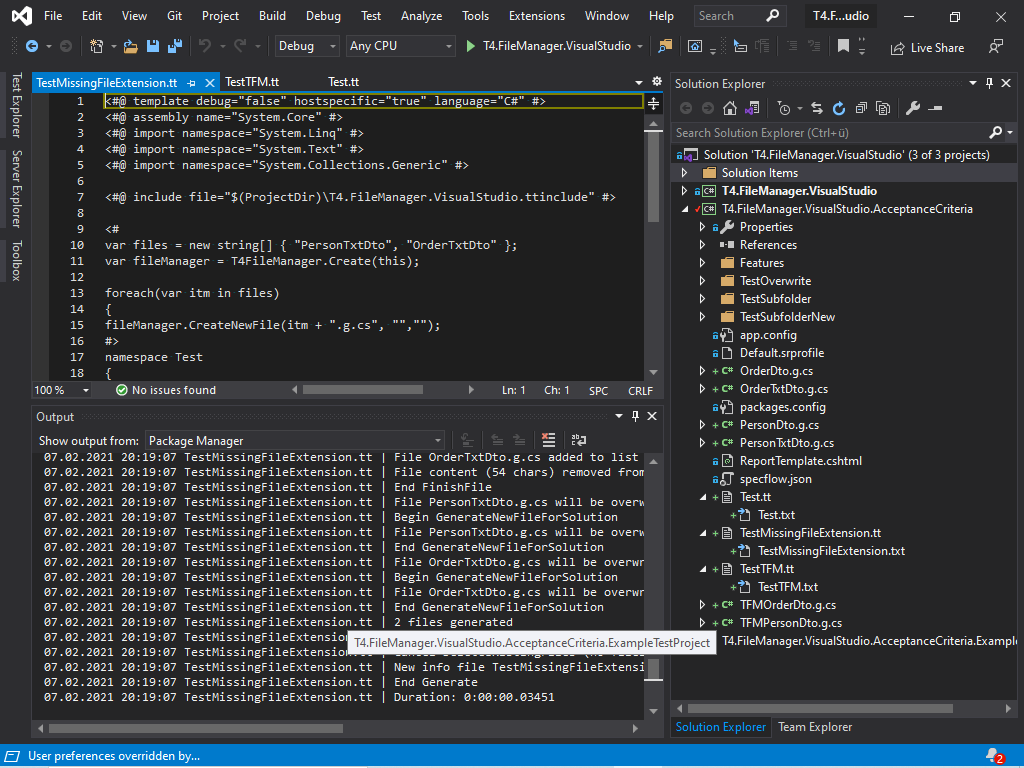 File Edit View Git Project Build Debug Test Analyze Tools Extensions Window Help Search T4.F...udio
Debug Any CPU T4.FileManager.VisualStudio Live Share
Test Explorer
Server Explorer
Toolbox
TestMissingFileExtension.tt TestTFM.tt Test.tt
1 <#@ template debug="false" hostspecific="true" language="C#" #>
2 <#@ assembly name="System.Core" #>
3 <#@ import namespace="System.Linq" #>
4 <#@ import namespace="System.Text" #>
5 <#@ import namespace="System.Collections.Generic" #>
6
7 <#@ include file="$(ProjectDir)\T4.FileManager.VisualStudio.ttinclude" #>
8
9 <#
10 var files = new string[] { "PersonTxtDto", "OrderTxtDto" };
11 var fileManager = T4FileManager.Create(this);
12
13 foreach(var itm in files)
14 {
15 fileManager.CreateNewFile(itm + ".g.cs", "","");
16 #>
17 namespace Test
18 {
100 % No issues found Ln: 1 Ch: 1 SPC CRLF
Output
Show output from: Package Manager
07.02.2021 20:19:07 TestMissingFileExtension.tt | File OrderTxtDto.g.cs added to list
07.02.2021 20:19:07 TestMissingFileExtension.tt | File content (54 chars) removed from
07.02.2021 20:19:07 TestMissingFileExtension.tt | End FinishFile
07.02.2021 20:19:07 TestMissingFileExtension.tt | File PersonTxtDto.g.cs will be overw
07.02.2021 20:19:07 TestMissingFileExtension.tt | Begin GenerateNewFileForSolution
07.02.2021 20:19:07 TestMissingFileExtension.tt | File PersonTxtDto.g.cs will be overw
07.02.2021 20:19:07 TestMissingFileExtension.tt | End GenerateNewFileForSolution
07.02.2021 20:19:07 TestMissingFileExtension.tt | File OrderTxtDto.g.cs will be overwr
07.02.2021 20:19:07 TestMissingFileExtension.tt | Begin GenerateNewFileForSolution
07.02.2021 20:19:07 TestMissingFileExtension.tt | File OrderTxtDto.g.cs will be overwr
07.02.2021 20:19:07 TestMissingFileExtension.tt | End GenerateNewFileForSolution
07.02.2021 20:19:07 TestMissingFileExtension.tt | 2 files generated
07.02.2021 20:19:07 TestMissingFileExtension
07.02.2021 20:19:07 TestMissingFileExtension.tt |
07.02.2021 20:19:07 TestMissingFileExtension.tt | New info file TestMissingFileExtensi
07.02.2021 20:19:07 TestMissingFileExtension.tt | End Generate
07.02.2021 20:19:07 TestMissingFileExtension.tt | Duration: 0:00:00.03451
T4.FileManager.VisualStudio.AcceptanceCriteria.ExampleTestProject
Solution Explorer
Search Solution Explorer (Ctrl+ü)
Solution 'T4.FileManager.VisualStudio' (3 of 3 projects)
Solution Items
T4.FileManager.VisualStudio
T4.FileManager.VisualStudio.AcceptanceCriteria
Properties
References
Features
TestOverwrite
TestSubfolder
TestSubfolderNew
app.config
Default.srprofile
OrderDto.g.cs
OrderTxtDto.g.cs
packages.config
PersonDto.g.cs
PersonTxtDto.g.cs
ReportTemplate.cshtml
specflow.json
Test.tt
Test.txt
TestMissingFileExtension.tt
TestMissingFileExtension.txt
TestTFM.tt
TestTFM.txt
TFMOrderDto.g.cs
TFMPersonDto.g.cs
T4.FileManager.VisualStudio.AcceptanceCriteria.Exampl
Solution Explorer Team Explorer
User preferences overridden by... 2